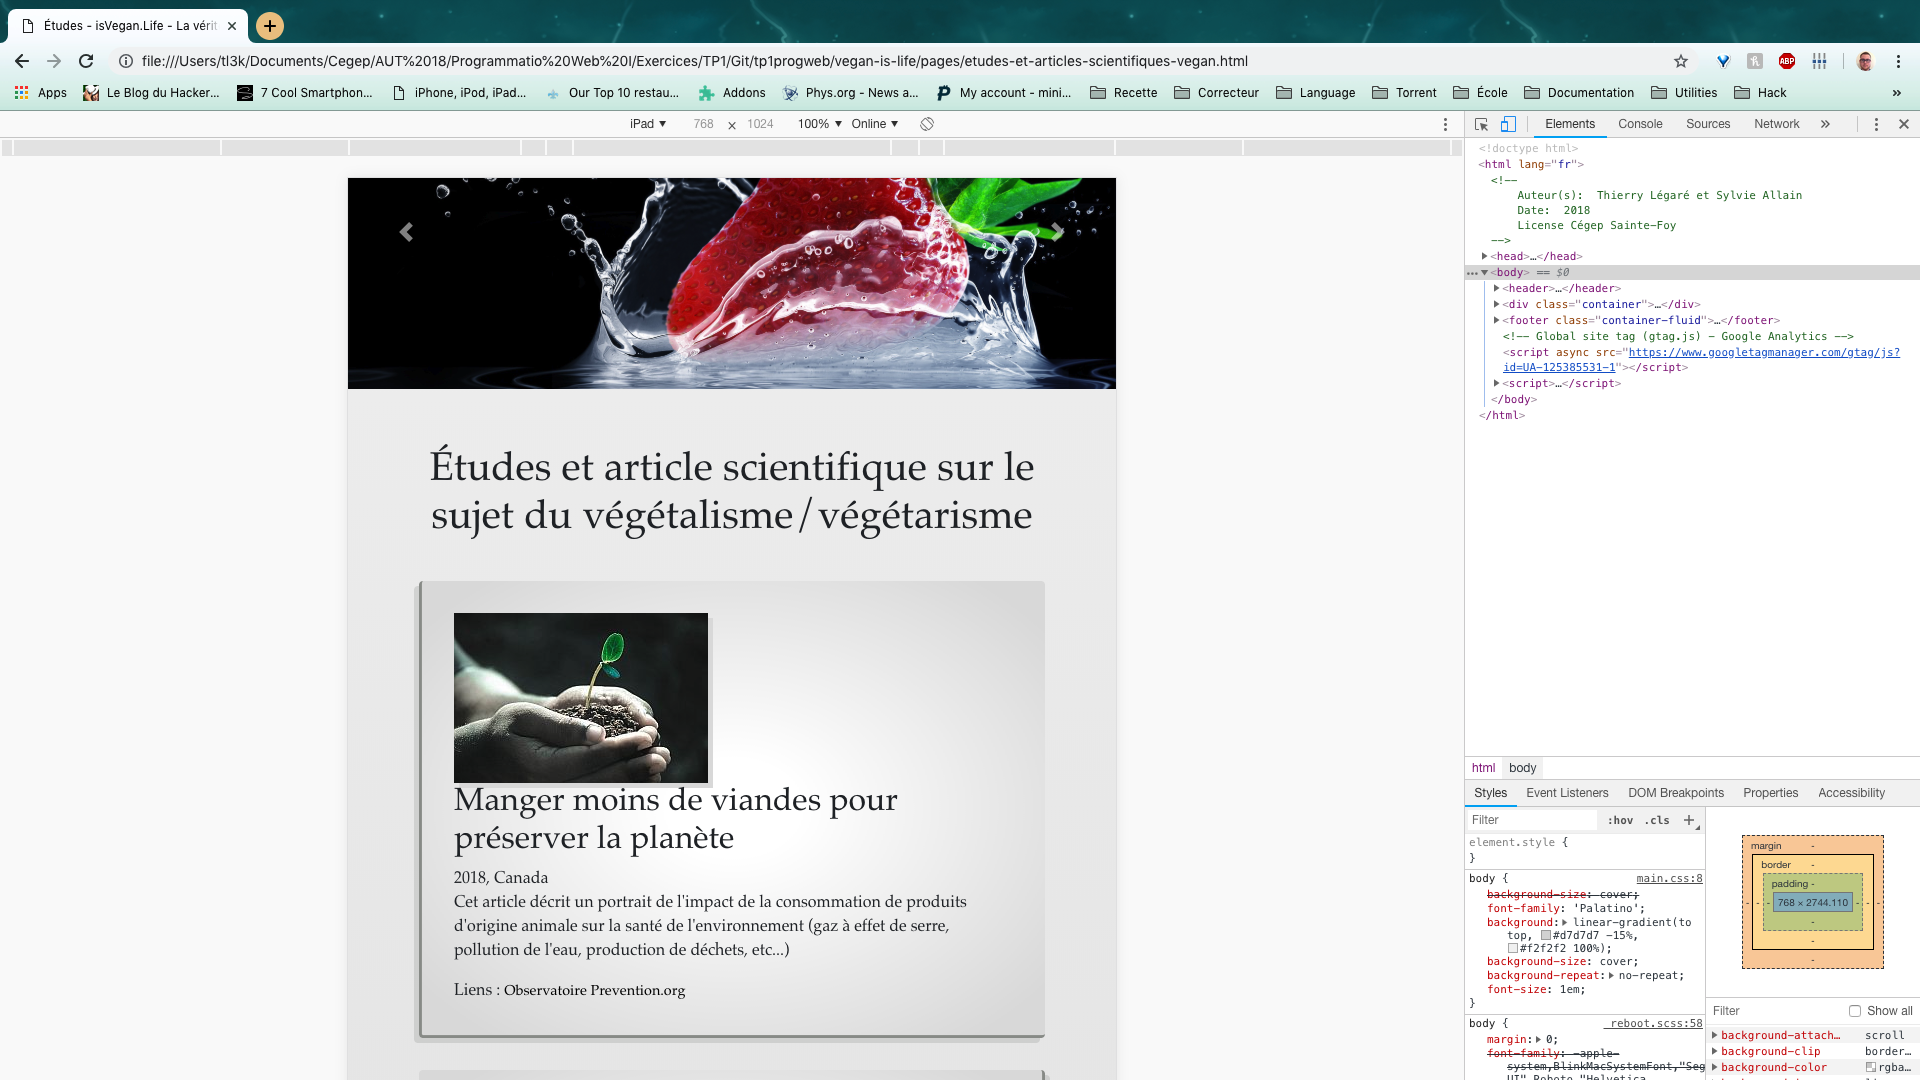 Études - isVegan.Life - La vérit
file:///Users/tl3k/Documents/Cegep/AUT%2018/Programmatio%20Web%20I/Exercices/TP1/Git/tp1progweb/vegan-is-life/pages/etudes-et-articles-scientifiques-vegan.html
ABP
Apps Le Blog du Hacker... 7 Cool Smartphon... iPhone, iPod, iPad... Our Top 10 restau... Addons Phys.org - News a... My account - mini... Recette Correcteur Language Torrent École Documentation Utilities Hack »
iPad ▼ 768 x 1024 100% ▼ Online ▼
Études et article scientifique sur le
sujet du végétalisme/végétarisme
Manger moins de viandes pour
préserver la planète
2018, Canada
Cet article décrit un portrait de l'impact de la consommation de produits
d'origine animale sur la santé de l'environnement (gaz à effet de serre,
pollution de l'eau, production de déchets, etc...)
Liens : Observatoire Prevention.org
Elements Console Sources Network »
<!doctype html>
<html lang="fr">
<!--
Auteur(s):  Thierry Légaré et Sylvie Allain
Date:  2018
License Cégep Sainte-Foy
-->
<head>…</head>
<body> == $0
<header>…</header>
<div class="container">…</div>
<footer class="container-fluid">…</footer>
<!-- Global site tag (gtag.js) - Google Analytics -->
<script async src="https://www.googletagmanager.com/gtag/js?
id=UA-125385531-1"></script>
<script>…</script>
</body>
</html>
html body
Styles Event Listeners DOM Breakpoints Properties Accessibility
Filter :hov .cls +
element.style {
}
body { main.css:8
background-size: cover;
font-family: 'Palatino';
background: linear-gradient(to
top, #d7d7d7 -15%,
#f2f2f2 100%);
background-size: cover;
background-repeat: no-repeat;
font-size: 1em;
}
body { _reboot.scss:58
margin: 0;
font-family: -apple-
system,BlinkMacSystemFont,"Seg
UI",Roboto,"Helvetica
margin -
border -
padding -
768 × 2744.110
Filter Show all
background-attach… scroll
background-clip border…
background-color rgba…